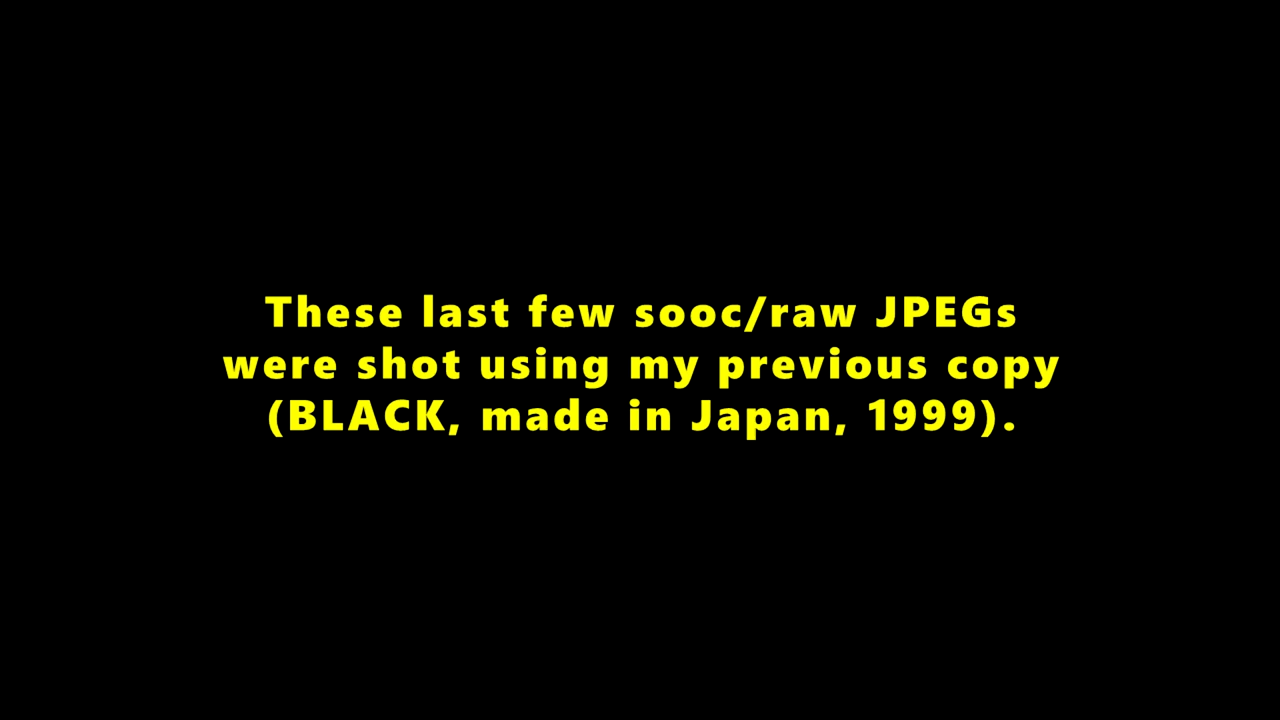 These last few sooc/raw JPEGs
were shot using my previous copy
(BLACK, made in Japan, 1999).